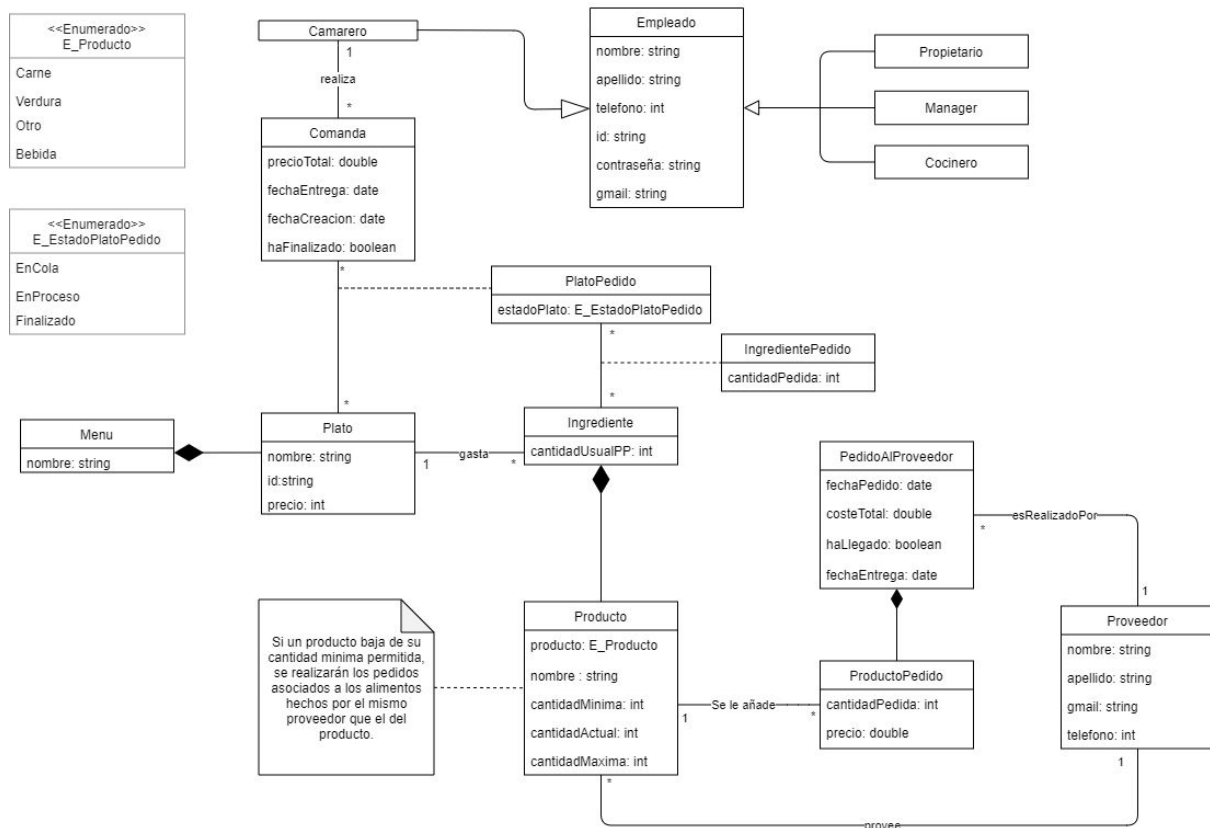 <<Enumerado>>
E_Producto
Carne
Verdura
Otro
Bebida
<<Enumerado>>
E_EstadoPlatoPedido
EnCola
EnProceso
Finalizado
Camarero
1
realiza
*
Comanda
precioTotal: double
fechaEntrega: date
fechaCreacion: date
haFinalizado: boolean
*
Empleado
nombre: string
apellido: string
telefono: int
id: string
contraseña: string
gmail: string
Propietario
Manager
Cocinero
PlatoPedido
estadoPlato: E_EstadoPlatoPedido
*
IngredientePedido
cantidadPedida: int
*
*
Menu
nombre: string
Plato
nombre: string
id:string
precio: int
1
gasta
*
Ingrediente
cantidadUsualPP: int
PedidoAlProveedor
fechaPedido: date
costeTotal: double
haLlegado: boolean
fechaEntrega: date
*
esRealizadoPor
1
Si un producto baja de su
cantidad minima permitida,
se realizarán los pedidos
asociados a los alimentos
hechos por el mismo
proveedor que el del
producto.
Producto
producto: E_Producto
nombre : string
cantidadMinima: int
cantidadActual: int
cantidadMaxima: int
1
Se le añade
*
ProductoPedido
cantidadPedida: int
precio: double
Proveedor
nombre: string
apellido: string
gmail: string
telefono: int
1
*
provee